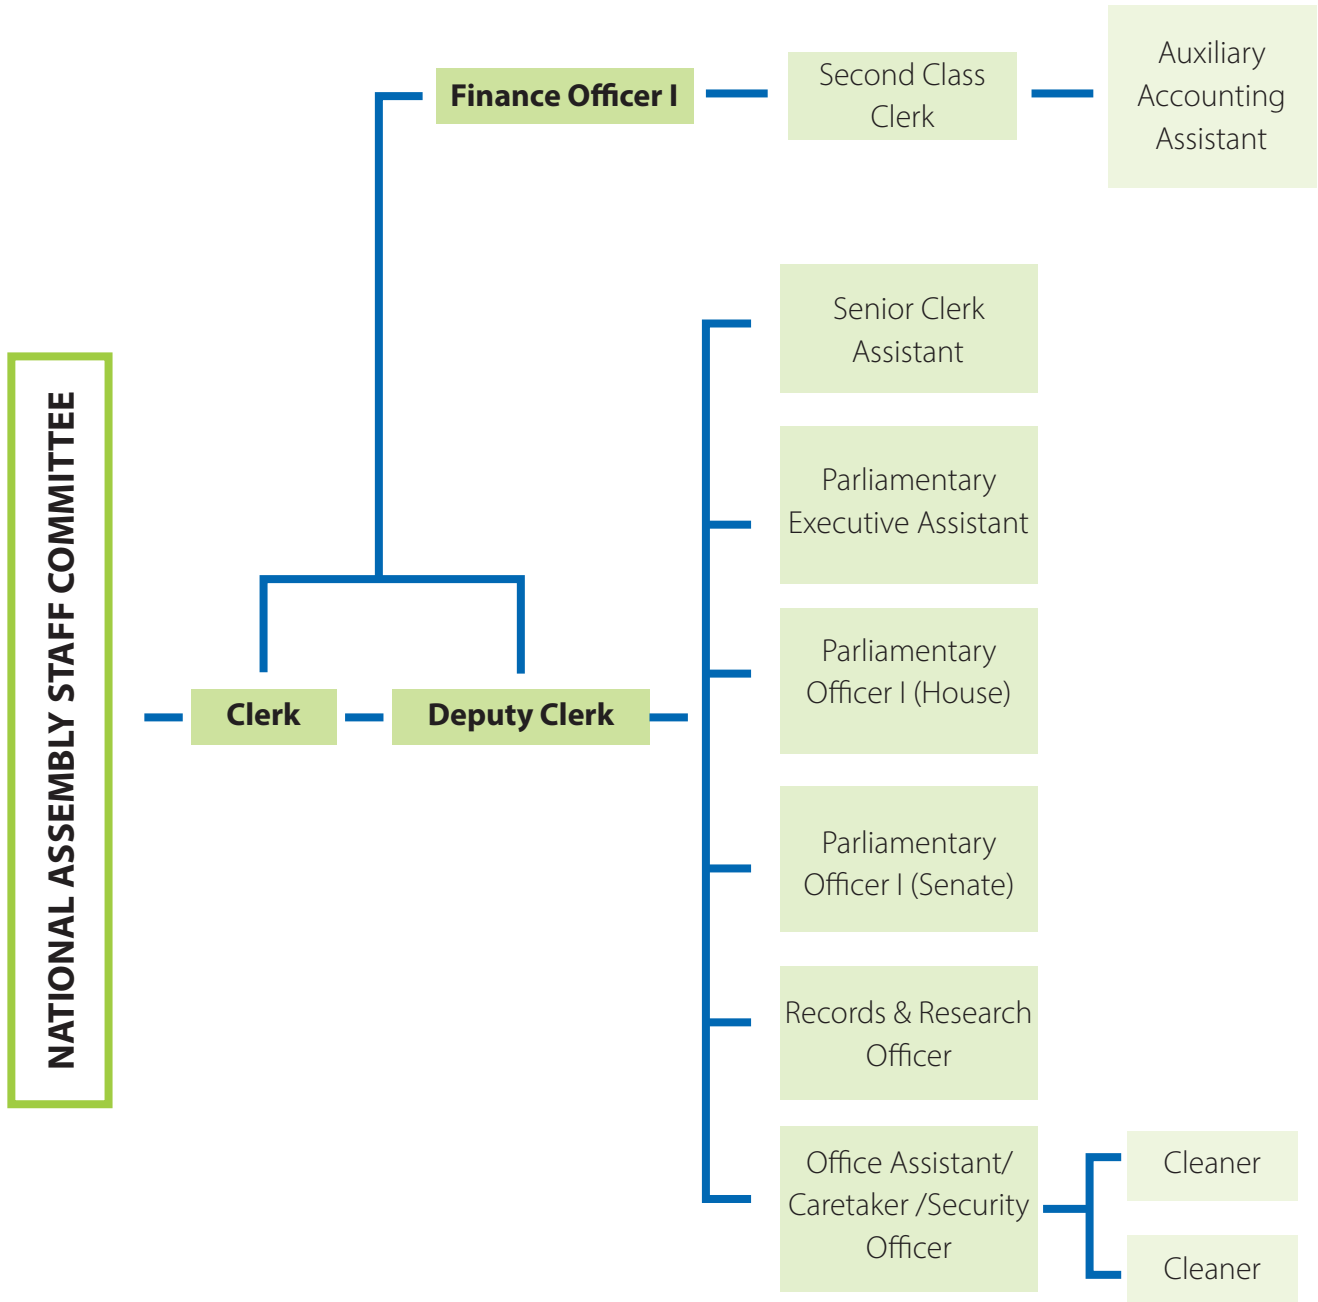 NATIONAL ASSEMBLY STAFF COMMITTEE
Clerk
Deputy Clerk
Finance Officer I
Second Class
Clerk
Auxiliary
Accounting
Assistant
Senior Clerk
Assistant
Parliamentary
Executive Assistant
Parliamentary
Officer I (House)
Parliamentary
Officer I (Senate)
Records & Research
Officer
Office Assistant/
Caretaker /Security
Officer
Cleaner
Cleaner